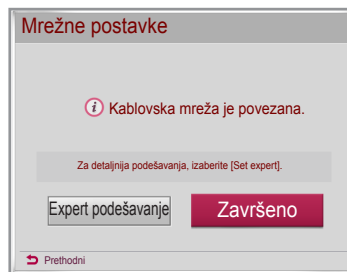 Mrežne postavke
Kablovska mreža je povezana.
Za detaljnija podešavanja, izaberite [Set expert].
Expert podešavanje
Završeno
Prethodni